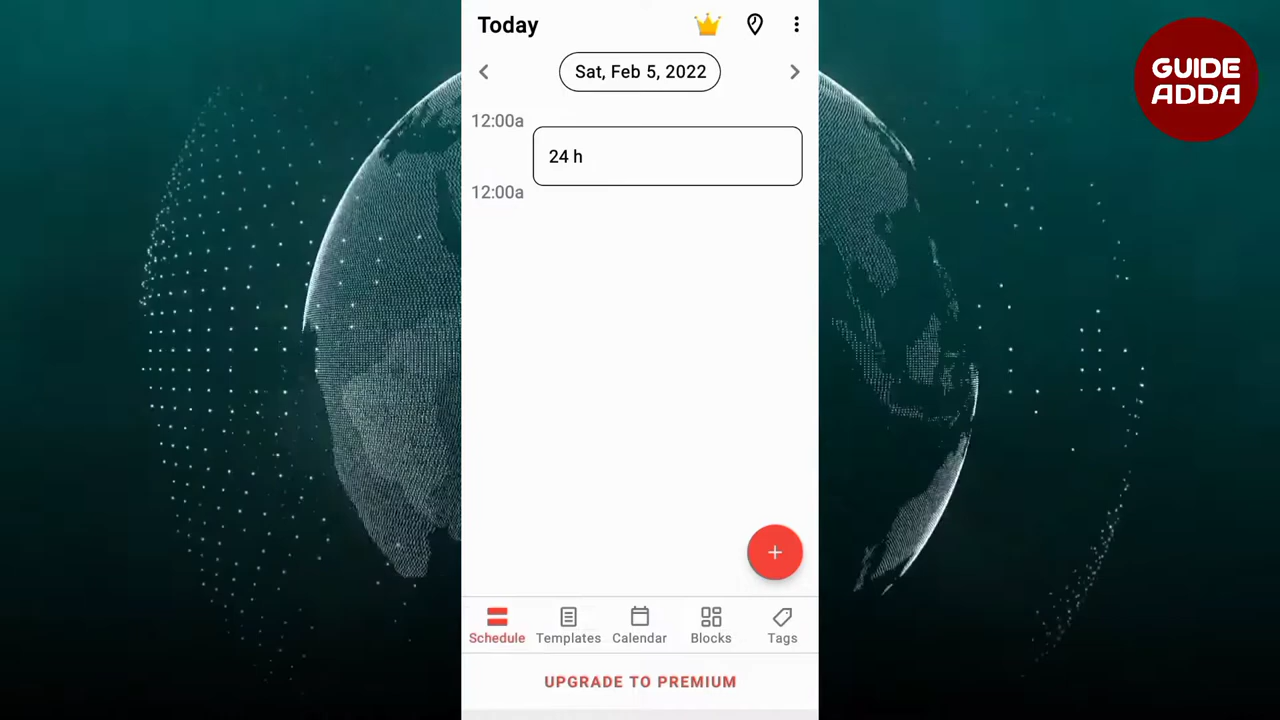 Today
Sat, Feb 5, 2022
12:00a
24 h
12:00a
Schedule
Templates
Calendar
Blocks
Tags
UPGRADE TO PREMIUM
GUIDE
ADDA